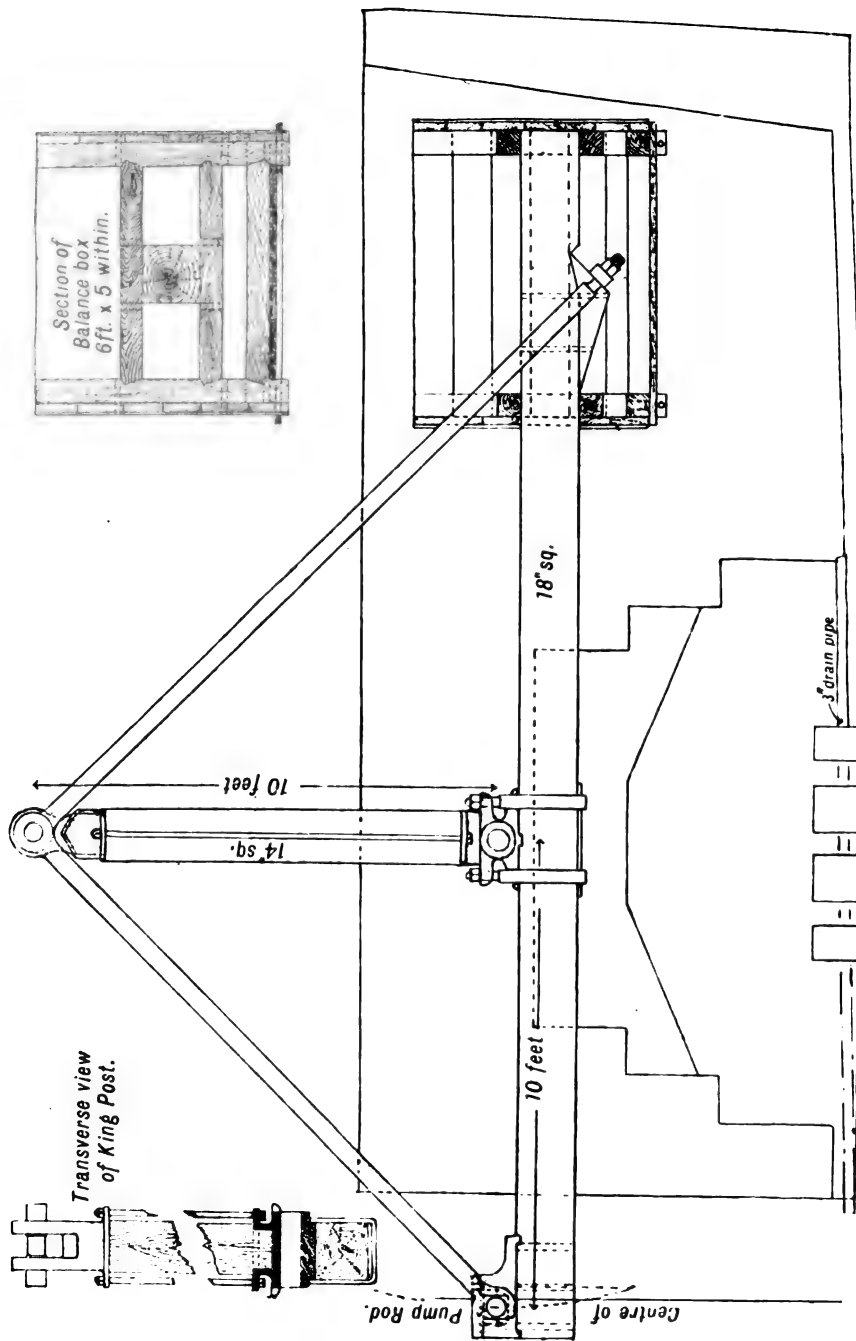 Section of
Balance box
6ft. x 5 within.
Transverse view
of King Post.
10 feet
14" sq.
18" sq.
10 feet
3" drain pipe
Centre of Pump Rod.